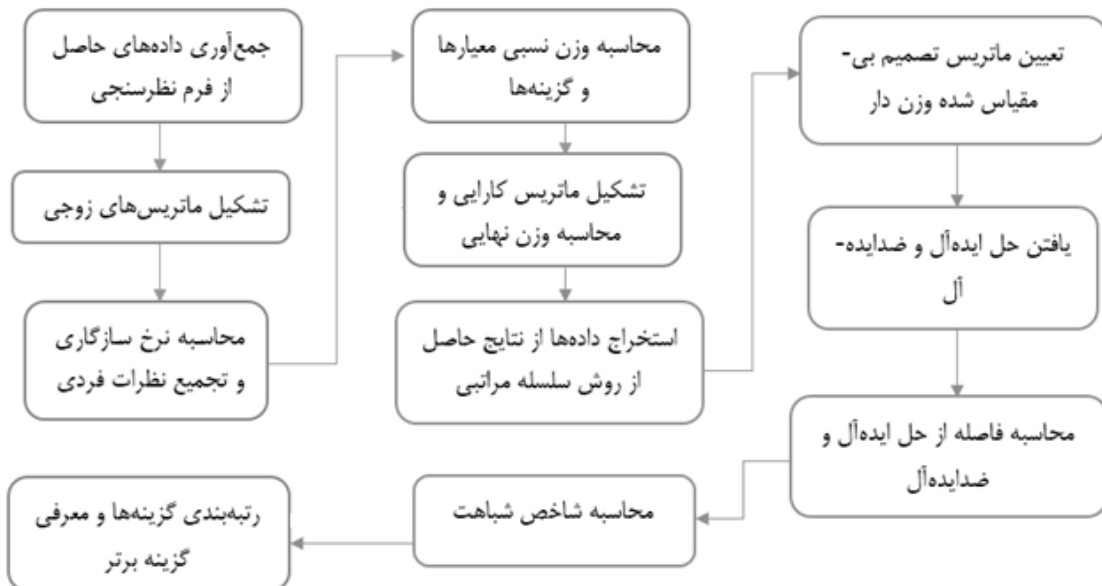 جمع‌آوری داده‌های حاصل
از فرم نظرسنجی
تشکیل ماتریس‌های زوجی
محاسبه نرخ سازگاری
و تجمیع نظرات فردی
محاسبه وزن نسبی معیارها
و گزینه‌ها
تشکیل ماتریس کارایی و
محاسبه وزن نهایی
استخراج داده‌ها از نتایج حاصل
از روش سلسله مراتبی
تعیین ماتریس تصمیم بی-
مقیاس شده وزن دار
یافتن حل ایده‌آل و ضدایده-
آل
محاسبه فاصله از حل ایده‌آل و
ضدایده‌آل
محاسبه شاخص شباهت
رتبه‌بندی گزینه‌ها و معرفی
گزینه برتر